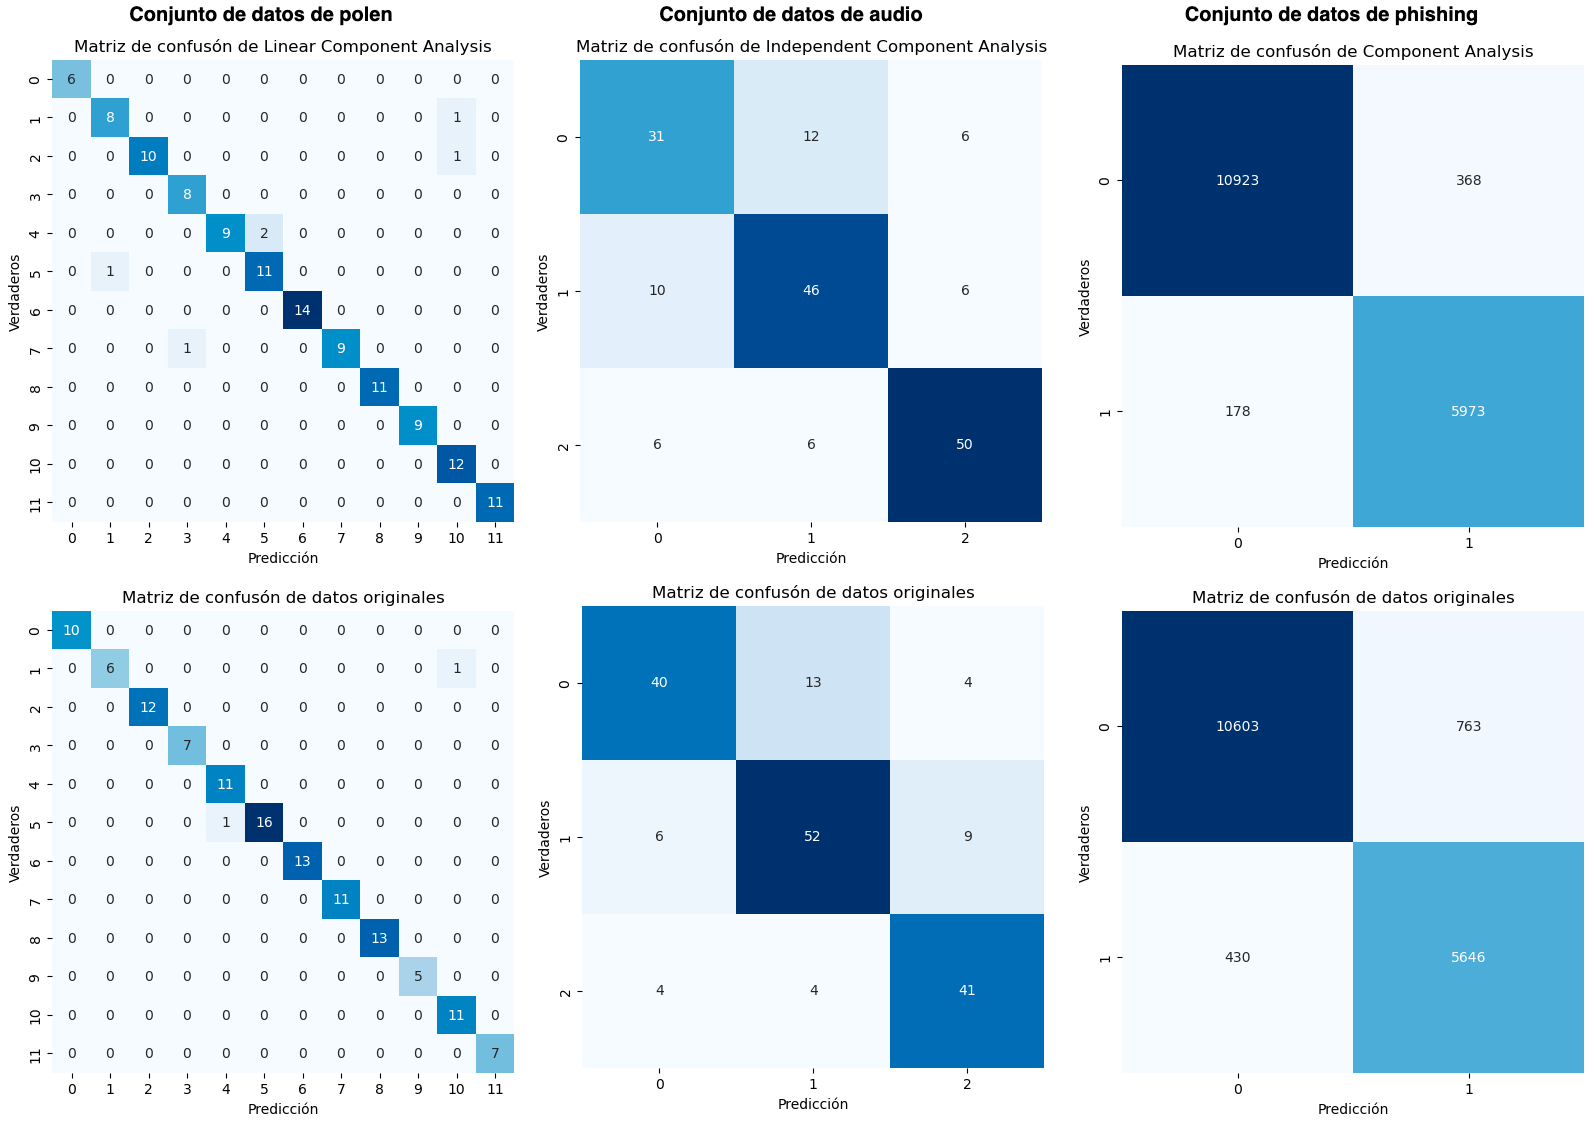 Conjunto de datos de polen
Conjunto de datos de audio
Conjunto de datos de phishing
Matriz de confusón de Linear Component Analysis
Verdaderos
0 6 0 0 0 0 0 0 0 0 0 0 0
1 0 8 0 0 0 0 0 0 0 0 1 0
2 0 0 10 0 0 0 0 0 0 0 1 0
3 0 0 0 8 0 0 0 0 0 0 0 0
4 0 0 0 0 9 2 0 0 0 0 0 0
5 0 1 0 0 0 11 0 0 0 0 0 0
6 0 0 0 0 0 0 14 0 0 0 0 0
7 0 0 0 1 0 0 0 9 0 0 0 0
8 0 0 0 0 0 0 0 0 11 0 0 0
9 0 0 0 0 0 0 0 0 0 9 0 0
10 0 0 0 0 0 0 0 0 0 0 12 0
11 0 0 0 0 0 0 0 0 0 0 0 11
0 1 2 3 4 5 6 7 8 9 10 11
Predicción
Matriz de confusón de Independent Component Analysis
Verdaderos
0 31 12 6
1 10 46 6
2 6 6 50
0 1 2
Predicción
Matriz de confusón de Component Analysis
Verdaderos
0 10923 368
1 178 5973
0 1
Predicción
Matriz de confusón de datos originales
Verdaderos
0 10 0 0 0 0 0 0 0 0 0 0 0
1 0 6 0 0 0 0 0 0 0 0 1 0
2 0 0 12 0 0 0 0 0 0 0 0 0
3 0 0 0 7 0 0 0 0 0 0 0 0
4 0 0 0 0 11 0 0 0 0 0 0 0
5 0 0 0 0 1 16 0 0 0 0 0 0
6 0 0 0 0 0 0 13 0 0 0 0 0
7 0 0 0 0 0 0 0 11 0 0 0 0
8 0 0 0 0 0 0 0 0 13 0 0 0
9 0 0 0 0 0 0 0 0 0 5 0 0
10 0 0 0 0 0 0 0 0 0 0 11 0
11 0 0 0 0 0 0 0 0 0 0 0 7
0 1 2 3 4 5 6 7 8 9 10 11
Predicción
Matriz de confusón de datos originales
Verdaderos
0 40 13 4
1 6 52 9
2 4 4 41
0 1 2
Predicción
Matriz de confusón de datos originales
Verdaderos
0 10603 763
1 430 5646
0 1
Predicción